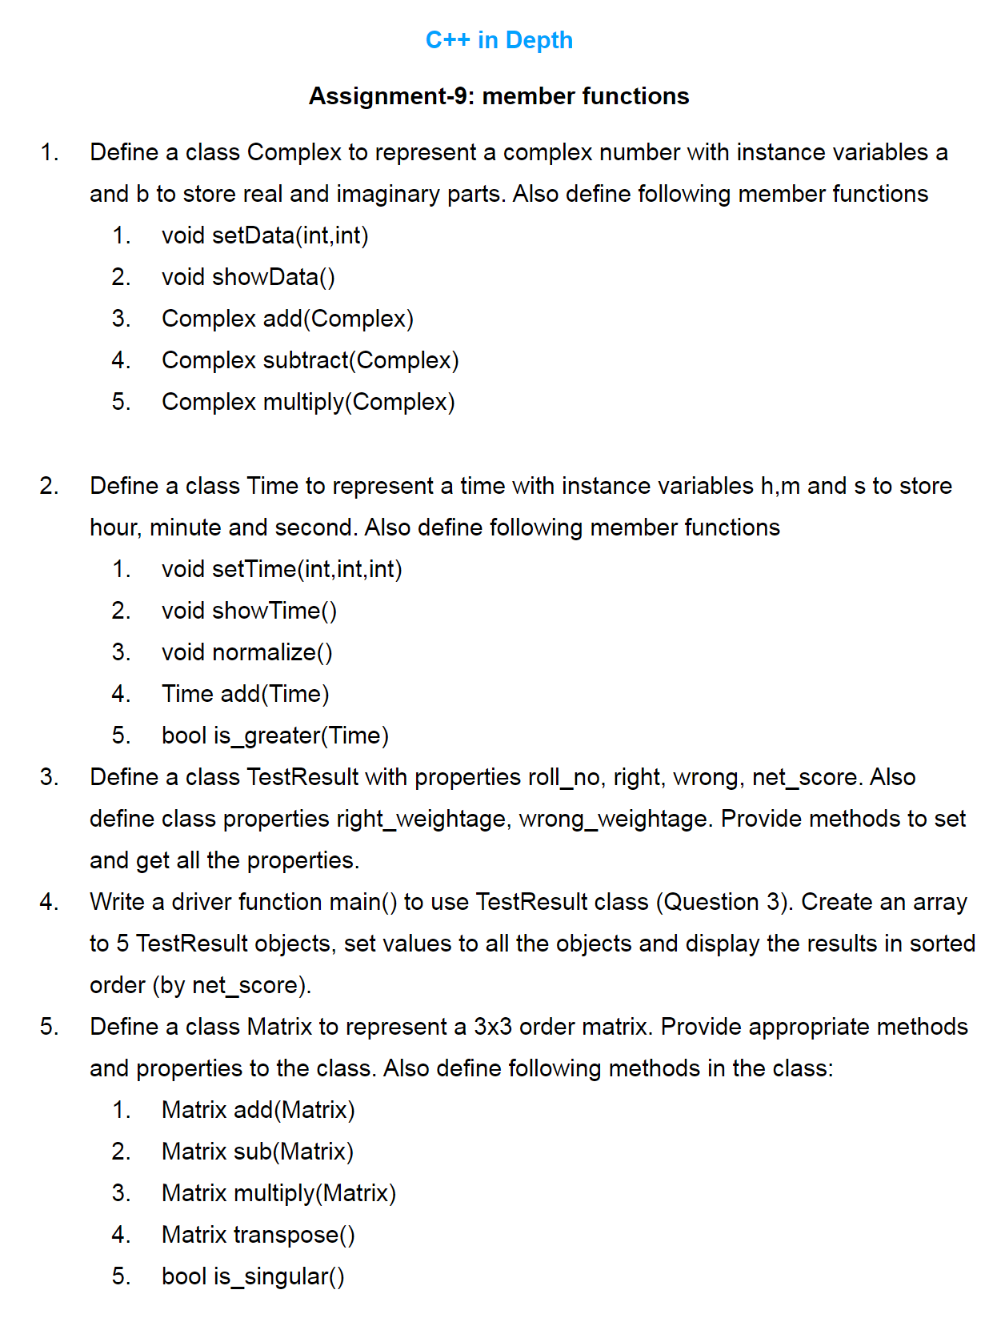 C++ in Depth
Assignment-9: member functions
1. Define a class Complex to represent a complex number with instance variables a
and b to store real and imaginary parts. Also define following member functions
1. void setData(int,int)
2. void showData()
3. Complex add(Complex)
4. Complex subtract(Complex)
5. Complex multiply(Complex)
2. Define a class Time to represent a time with instance variables h,m and s to store
hour, minute and second. Also define following member functions
1. void setTime(int,int,int)
2. void showTime()
3. void normalize()
4. Time add(Time)
5. bool is_greater(Time)
3. Define a class TestResult with properties roll_no, right, wrong, net_score. Also
define class properties right_weightage, wrong_weightage. Provide methods to set
and get all the properties.
4. Write a driver function main() to use TestResult class (Question 3). Create an array
to 5 TestResult objects, set values to all the objects and display the results in sorted
order (by net_score).
5. Define a class Matrix to represent a 3x3 order matrix. Provide appropriate methods
and properties to the class. Also define following methods in the class:
1. Matrix add(Matrix)
2. Matrix sub(Matrix)
3. Matrix multiply(Matrix)
4. Matrix transpose()
5. bool is_singular()